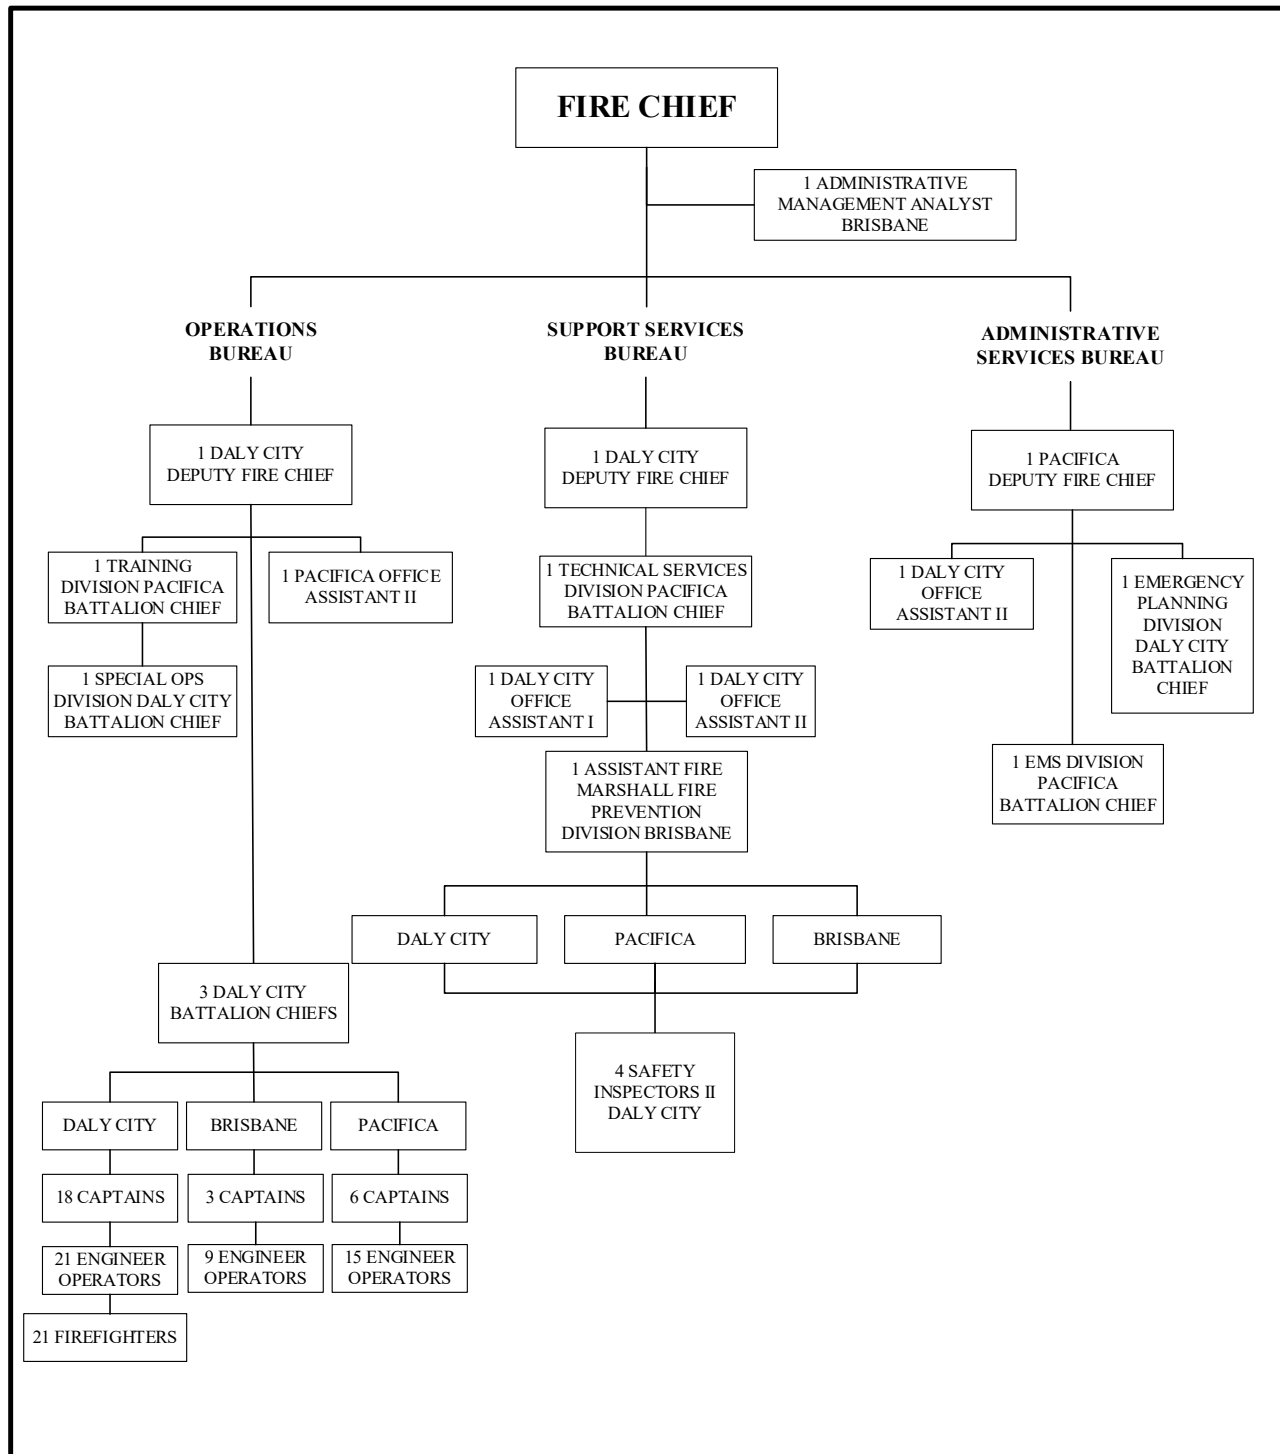 FIRE CHIEF
1 ADMINISTRATIVE
MANAGEMENT ANALYST
BRISBANE
OPERATIONS
BUREAU
SUPPORT SERVICES
BUREAU
ADMINISTRATIVE
SERVICES BUREAU
1 DALY CITY
DEPUTY FIRE CHIEF
1 DALY CITY
DEPUTY FIRE CHIEF
1 PACIFICA
DEPUTY FIRE CHIEF
1 TRAINING
DIVISION PACIFICA
BATTALION CHIEF
1 PACIFICA OFFICE
ASSISTANT II
1 TECHNICAL SERVICES
DIVISION PACIFICA
BATTALION CHIEF
1 DALY CITY
OFFICE
ASSISTANT II
1 EMERGENCY
PLANNING
DIVISION
DALY CITY
BATTALION
CHIEF
1 SPECIAL OPS
DIVISION DALY CITY
BATTALION CHIEF
1 DALY CITY
OFFICE
ASSISTANT I
1 DALY CITY
OFFICE
ASSISTANT II
1 ASSISTANT FIRE
MARSHALL FIRE
PREVENTION
DIVISION BRISBANE
1 EMS DIVISION
PACIFICA
BATTALION CHIEF
DALY CITY
PACIFICA
BRISBANE
3 DALY CITY
BATTALION CHIEFS
4 SAFETY
INSPECTORS II
DALY CITY
DALY CITY
BRISBANE
PACIFICA
18 CAPTAINS
3 CAPTAINS
6 CAPTAINS
21 ENGINEER
OPERATORS
9 ENGINEER
OPERATORS
15 ENGINEER
OPERATORS
21 FIREFIGHTERS